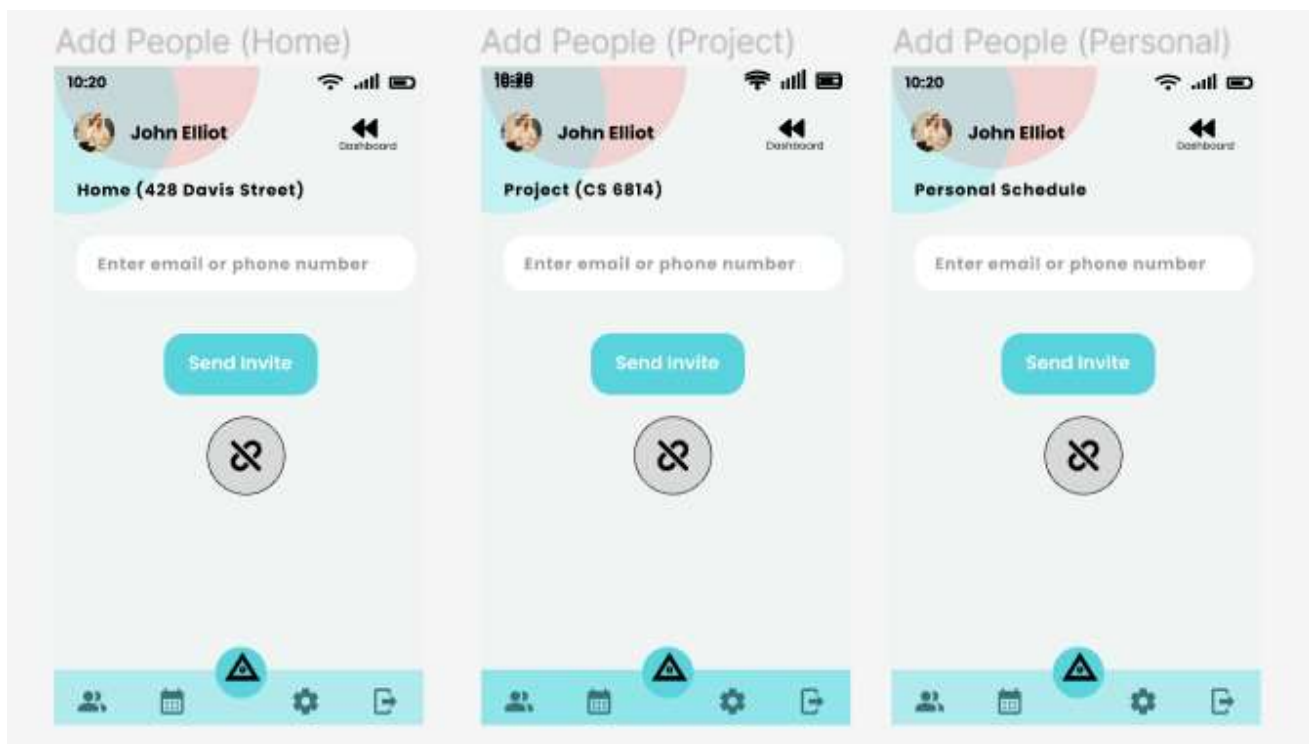 Add People (Home)
10:20
John Elliot
Dashboard
Home (428 Davis Street)
Enter email or phone number
Send Invite
Add People (Project)
John Elliot
Dashboard
Project (CS 6814)
Enter email or phone number
Send Invite
Add People (Personal)
10:20
John Elliot
Dashboard
Personal Schedule
Enter email or phone number
Send Invite